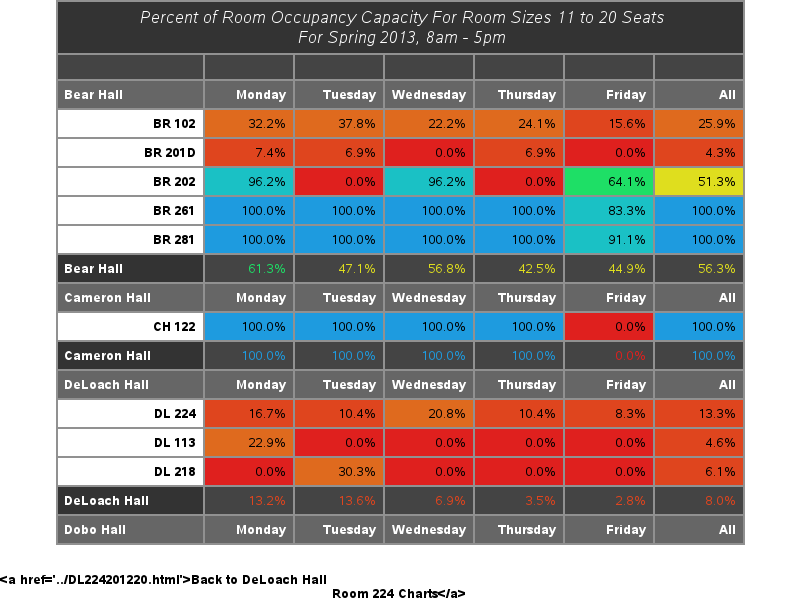 Percent of Room Occupancy Capacity For Room Sizes 11 to 20 Seats
For Spring 2013, 8am - 5pm
Bear Hall Monday Tuesday Wednesday Thursday Friday All
BR 102 32.2% 37.8% 22.2% 24.1% 15.6% 25.9%
BR 201D 7.4% 6.9% 0.0% 6.9% 0.0% 4.3%
BR 202 96.2% 0.0% 96.2% 0.0% 64.1% 51.3%
BR 261 100.0% 100.0% 100.0% 100.0% 83.3% 100.0%
BR 281 100.0% 100.0% 100.0% 100.0% 91.1% 100.0%
Bear Hall 61.3% 47.1% 56.8% 42.5% 44.9% 56.3%
Cameron Hall Monday Tuesday Wednesday Thursday Friday All
CH 122 100.0% 100.0% 100.0% 100.0% 0.0% 100.0%
Cameron Hall 100.0% 100.0% 100.0% 100.0% 0.0% 100.0%
DeLoach Hall Monday Tuesday Wednesday Thursday Friday All
DL 224 16.7% 10.4% 20.8% 10.4% 8.3% 13.3%
DL 113 22.9% 0.0% 0.0% 0.0% 0.0% 4.6%
DL 218 0.0% 30.3% 0.0% 0.0% 0.0% 6.1%
DeLoach Hall 13.2% 13.6% 6.9% 3.5% 2.8% 8.0%
Dobo Hall Monday Tuesday Wednesday Thursday Friday All
<a href='../DL224201220.html'>Back to DeLoach Hall
Room 224 Charts</a>